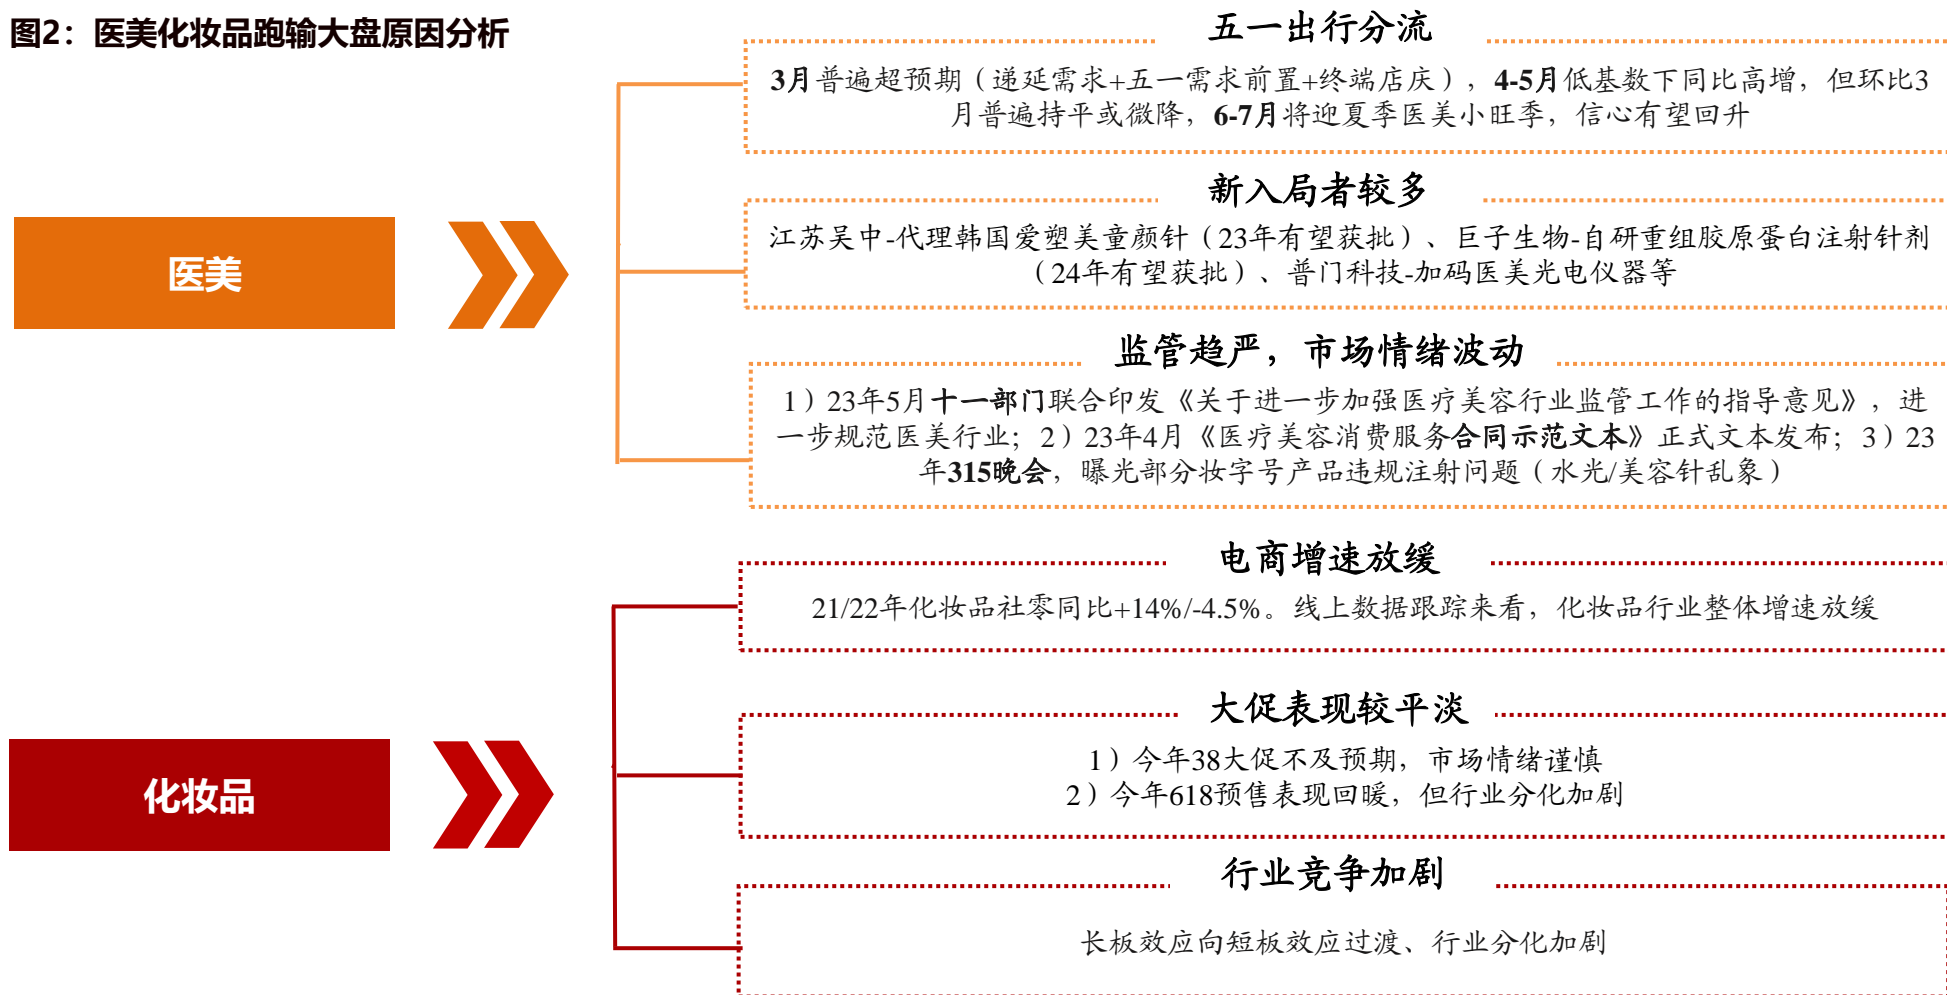 图2：医美化妆品跑输大盘原因分析
五一出行分流
3月普遍超预期（递延需求+五一需求前置+终端店庆），4-5月低基数下同比高增，但环比3
月普遍持平或微降，6-7月将迎夏季医美小旺季，信心有望回升
新入局者较多
江苏吴中-代理韩国爱塑美童颜针（23年有望获批）、巨子生物-自研重组胶原蛋白注射针剂
（24年有望获批）、普门科技-加码医美光电仪器等
医美
监管趋严，市场情绪波动
1）23年5月十一部门联合印发《关于进一步加强医疗美容行业监管工作的指导意见》，进
一步规范医美行业；2）23年4月《医疗美容消费服务合同示范文本》正式文本发布；3）23
年315晚会，曝光部分妆字号产品违规注射问题（水光/美容针乱象）
电商增速放缓
21/22年化妆品社零同比+14%/-4.5%。线上数据跟踪来看，化妆品行业整体增速放缓
大促表现较平淡
1）今年38大促不及预期，市场情绪谨慎
2）今年618预售表现回暖，但行业分化加剧
化妆品
行业竞争加剧
长板效应向短板效应过渡、行业分化加剧